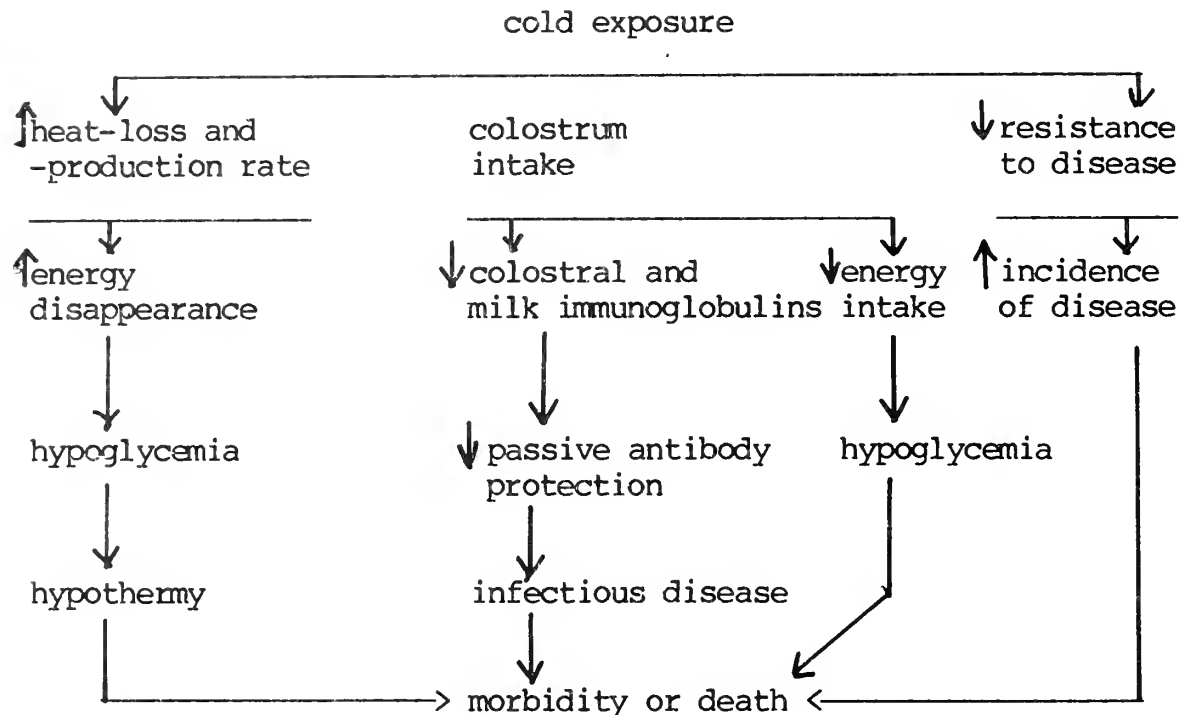 cold exposure
↑heat-loss and
-production rate
colostrum
intake
↓resistance
to disease
↑energy
disappearance
↓colostral and
milk immunoglobulins
↓energy
intake
↑incidence
of disease
hypoglycemia
↓passive antibody
protection
hypoglycemia
hypothermy
infectious disease
morbidity or death